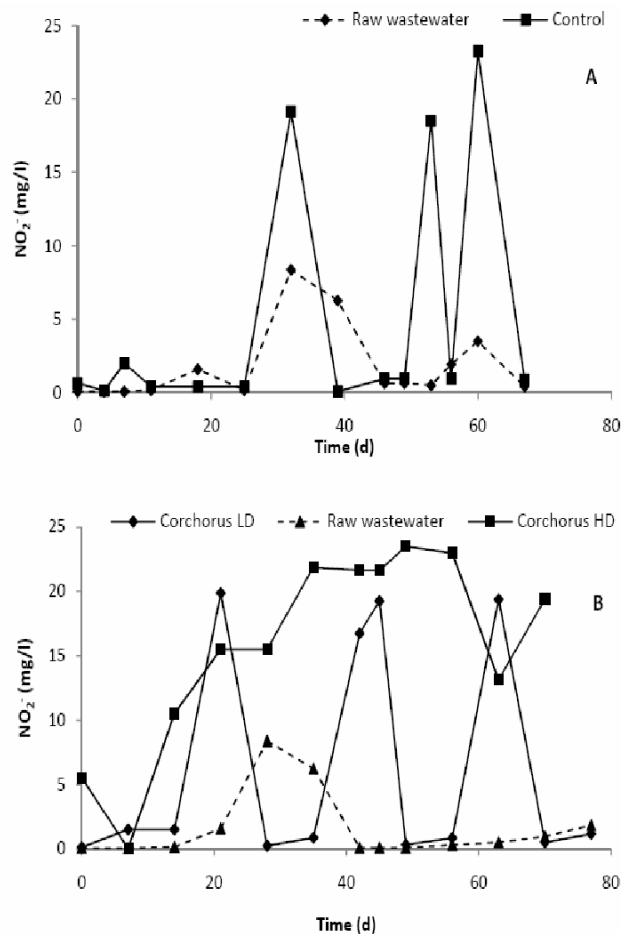 Raw wastewater Control
25
A
20
15
NO₂⁻ (mg/l)
10
5
0
0 20 40 60 80
Time (d)
Corchorus LD Raw wastewater Corchorus HD
25
B
20
15
NO₂⁻ (mg/l)
10
5
0
0 20 40 60 80
Time (d)